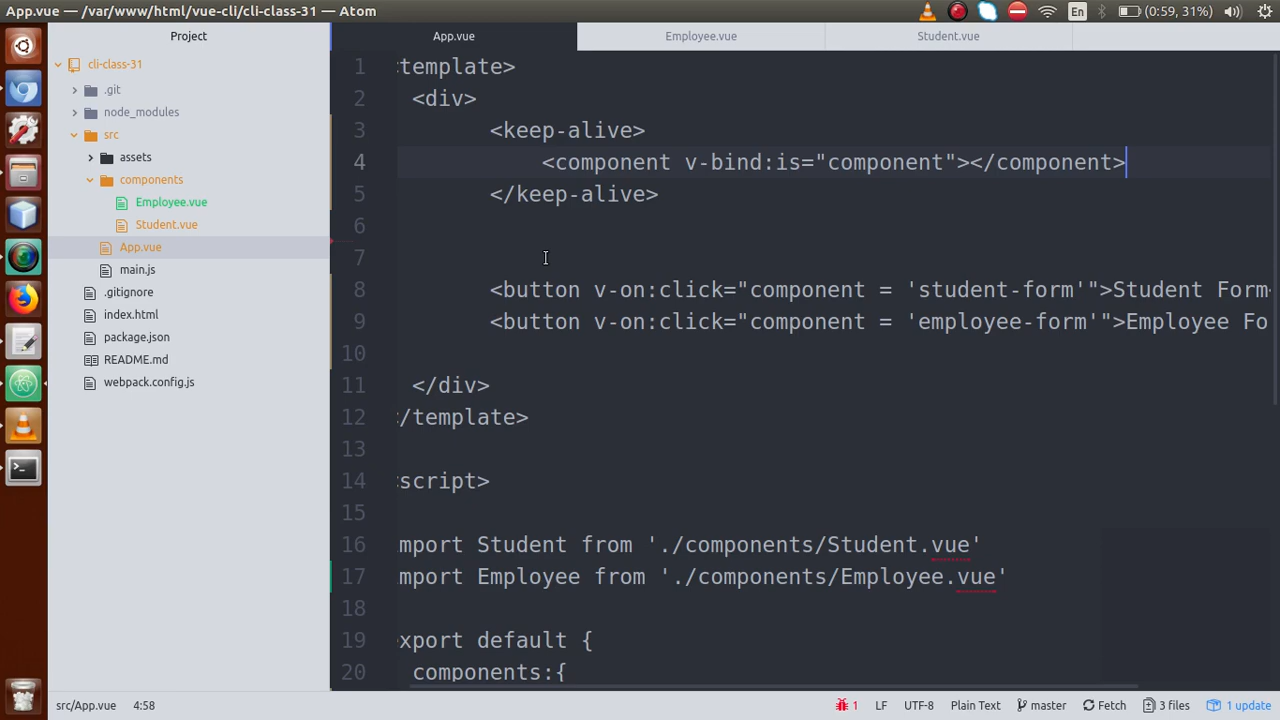 App.vue — /var/www/html/vue-cli/cli-class-31 — Atom
En
(0:59, 31%)
Project
App.vue
Employee.vue
Student.vue
cli-class-31
.git
node_modules
src
assets
components
Employee.vue
Student.vue
App.vue
main.js
.gitignore
index.html
package.json
README.md
webpack.config.js
1 template>
2 <div>
3 <keep-alive>
4 <component v-bind:is="component"></component>
5 </keep-alive>
6
7
8 <button v-on:click="component = 'student-form'">Student Form<
9 <button v-on:click="component = 'employee-form'">Employee Fo
10
11 </div>
12 /template>
13
14 script>
15
16 mport Student from './components/Student.vue'
17 mport Employee from './components/Employee.vue'
18
19 xport default {
20 components:{
src/App.vue 4:58
1 LF UTF-8 Plain Text master Fetch 3 files 1 update